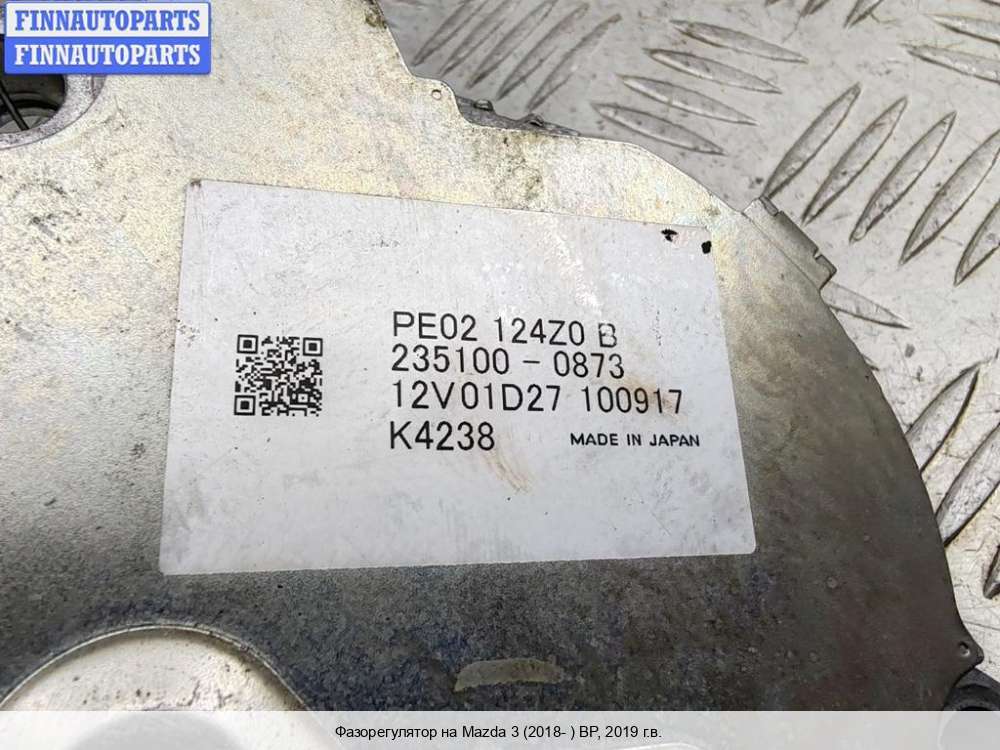 FINNAUTOPARTS
FINNAUTOPARTS
PE02 124Z0 B
235100-0873
12V01D27 100917
K4238 MADE IN JAPAN
Фазорегулятор на Mazda 3 (2018- ) BP, 2019 г.в.